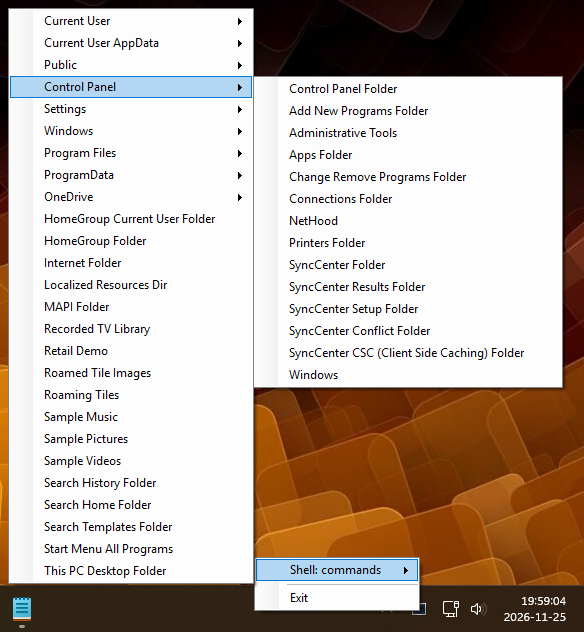 Current User
Current User AppData
Public
Control Panel
Settings
Windows
Program Files
ProgramData
OneDrive
HomeGroup Current User Folder
HomeGroup Folder
Internet Folder
Localized Resources Dir
MAPI Folder
Recorded TV Library
Retail Demo
Roamed Tile Images
Roaming Tiles
Sample Music
Sample Pictures
Sample Videos
Search History Folder
Search Home Folder
Search Templates Folder
Start Menu All Programs
This PC Desktop Folder
Control Panel Folder
Add New Programs Folder
Administrative Tools
Apps Folder
Change Remove Programs Folder
Connections Folder
NetHood
Printers Folder
SyncCenter Folder
SyncCenter Results Folder
SyncCenter Setup Folder
SyncCenter Conflict Folder
SyncCenter CSC (Client Side Caching) Folder
Windows
Shell: commands
Exit
19:59:04
2026-11-25